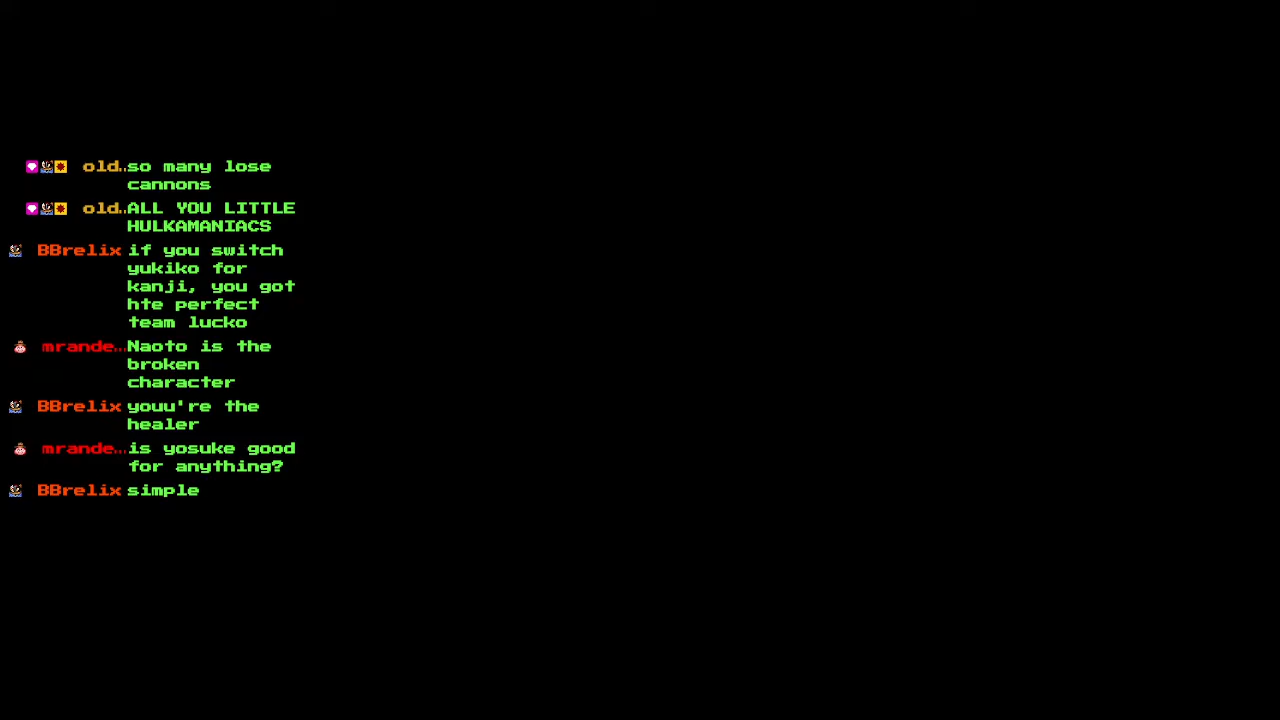 old..so many lose
cannons
old..ALL YOU LITTLE
HULKAMANIACS
BBrelix if you switch
yukiko for
kanji, you got
hte perfect
team lucko
mrande...Naoto is the
broken
character
BBrelix youu're the
healer
mrande...is yosuke good
for anything?
BBrelix simple